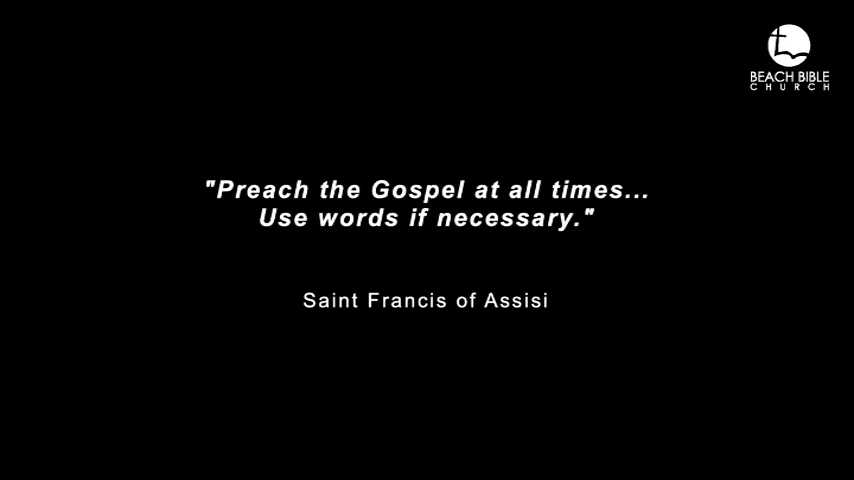 BEACH BIBLE
CHURCH
"Preach the Gospel at all times...
Use words if necessary."
Saint Francis of Assisi